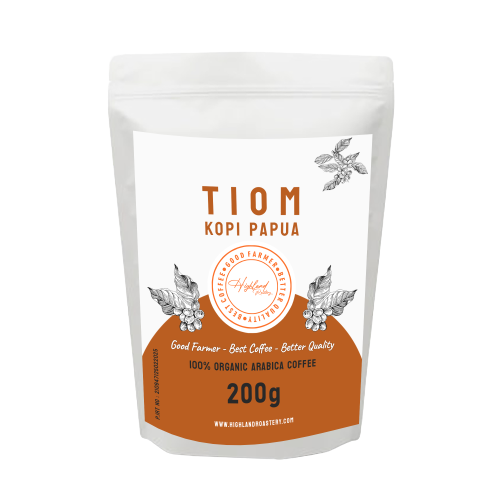 TIOM
KOPI PAPUA
GOOD FARMER • BETTER QUALITY • BEST COFFEE •
Highland
Good Farmer - Best Coffee - Better Quality
100% ORGANIC ARABICA COFFEE
200g
WWW.HIGHLANDROASTERY.COM